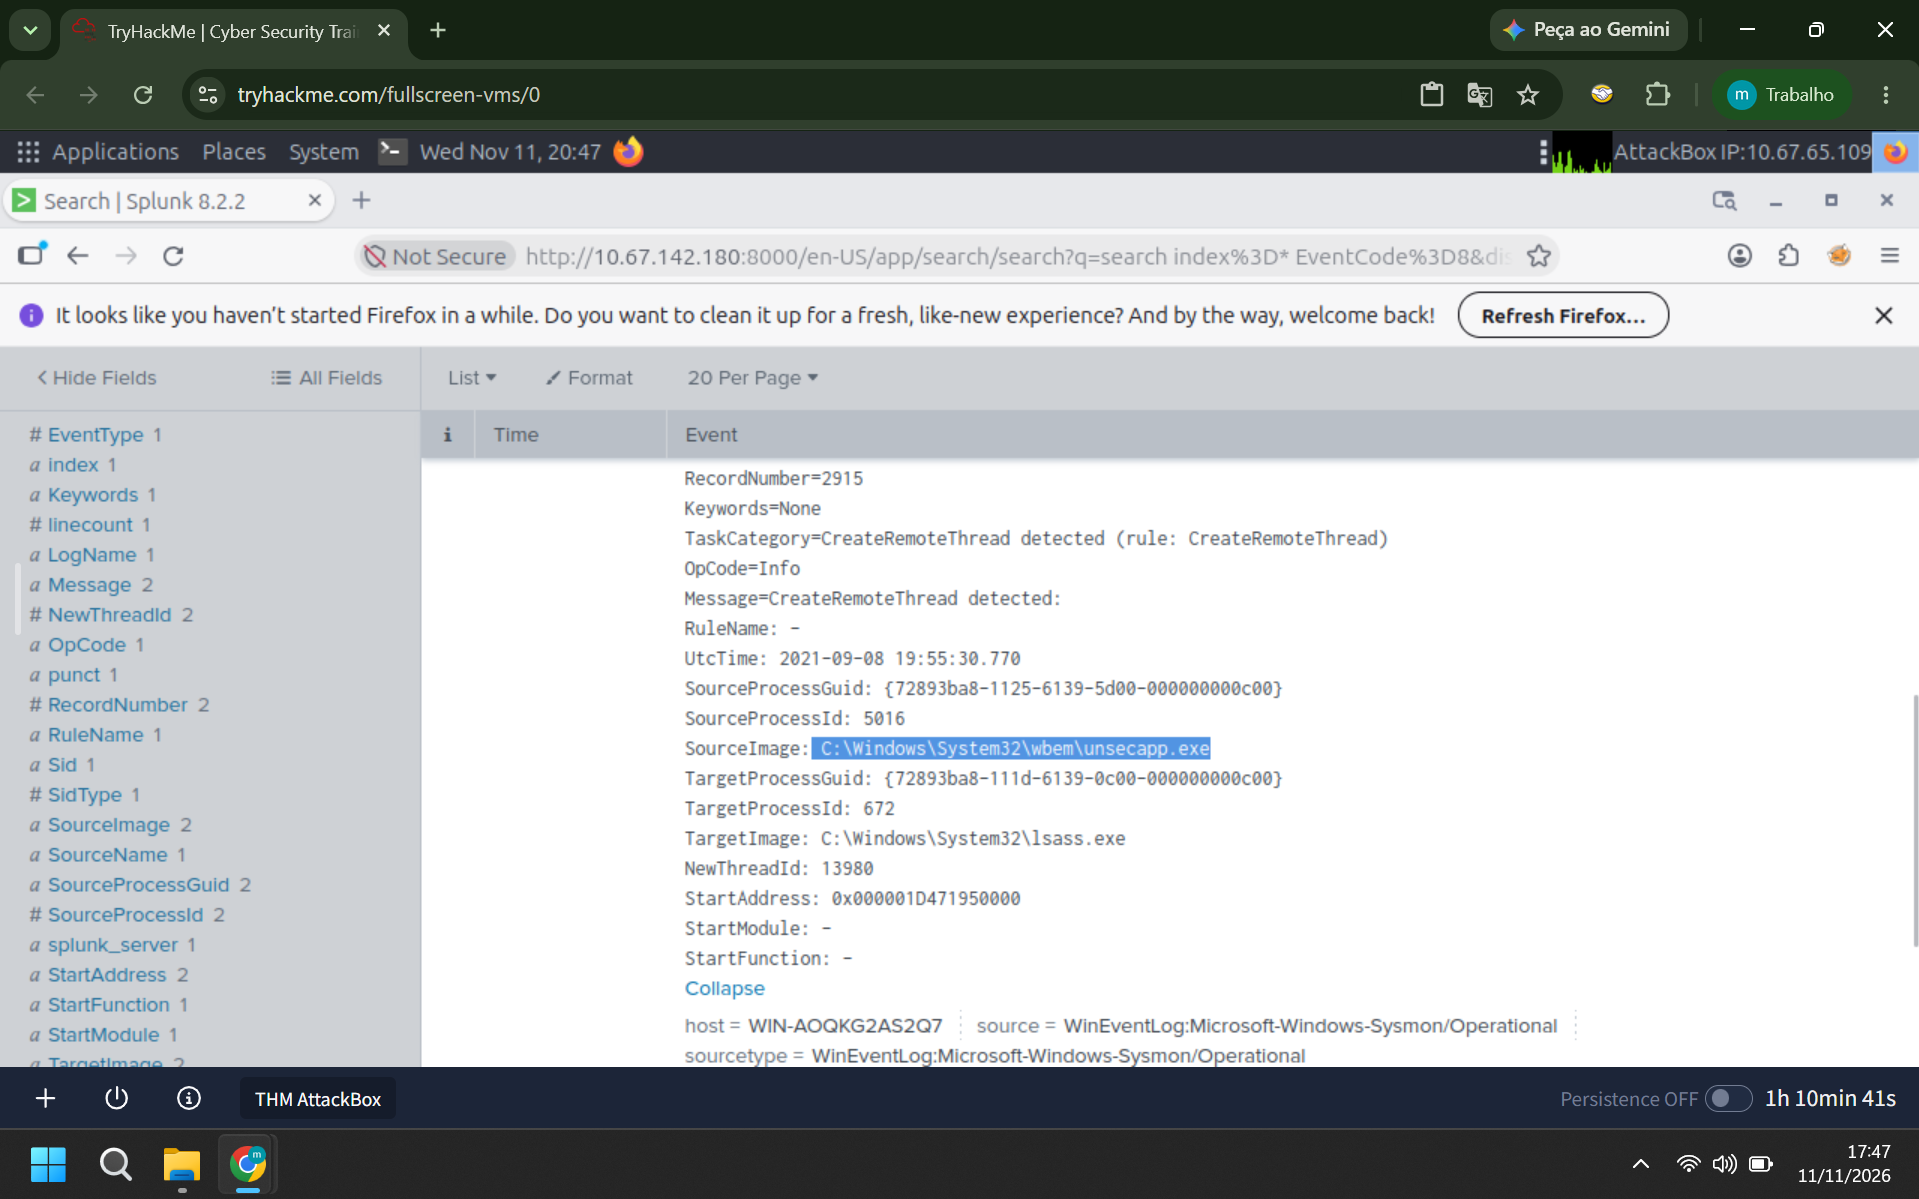 TryHackMe | Cyber Security Trai
Peça ao Gemini
tryhackme.com/fullscreen-vms/0
m Trabalho
Applications Places System Wed Nov 11, 20:47
AttackBox IP:10.67.65.109
Search | Splunk 8.2.2
Not Secure http://10.67.142.180:8000/en-US/app/search/search?q=search index%3D* EventCode%3D8&dis
It looks like you haven't started Firefox in a while. Do you want to clean it up for a fresh, like-new experience? And by the way, welcome back! Refresh Firefox...
Hide Fields All Fields List Format 20 Per Page
i Time Event
# EventType 1
a index 1
a Keywords 1
# linecount 1
a LogName 1
a Message 2
# NewThreadId 2
a OpCode 1
a punct 1
# RecordNumber 2
a RuleName 1
a Sid 1
# SidType 1
a SourceImage 2
a SourceName 1
a SourceProcessGuid 2
# SourceProcessId 2
a splunk_server 1
a StartAddress 2
a StartFunction 1
a StartModule 1
a TargetImage 2
RecordNumber=2915
Keywords=None
TaskCategory=CreateRemoteThread detected (rule: CreateRemoteThread)
OpCode=Info
Message=CreateRemoteThread detected:
RuleName: -
UtcTime: 2021-09-08 19:55:30.770
SourceProcessGuid: {72893ba8-1125-6139-5d00-000000000c00}
SourceProcessId: 5016
SourceImage: C:\Windows\System32\wbem\unsecapp.exe
TargetProcessGuid: {72893ba8-111d-6139-0c00-000000000c00}
TargetProcessId: 672
TargetImage: C:\Windows\System32\lsass.exe
NewThreadId: 13980
StartAddress: 0x000001D471950000
StartModule: -
StartFunction: -
Collapse
host = WIN-AOQKG2AS2Q7 source = WinEventLog:Microsoft-Windows-Sysmon/Operational
sourcetype = WinEventLog:Microsoft-Windows-Sysmon/Operational
THM AttackBox
Persistence OFF 1h 10min 41s
17:47
11/11/2026